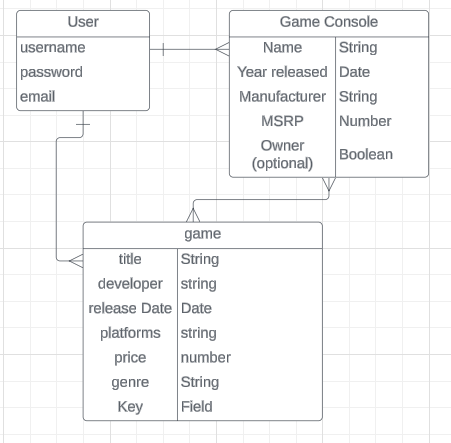 User
username
password
email
Game Console
Name String
Year released Date
Manufacturer String
MSRP Number
Owner
(optional) Boolean
game
title String
developer string
release Date Date
platforms string
price number
genre String
Key Field